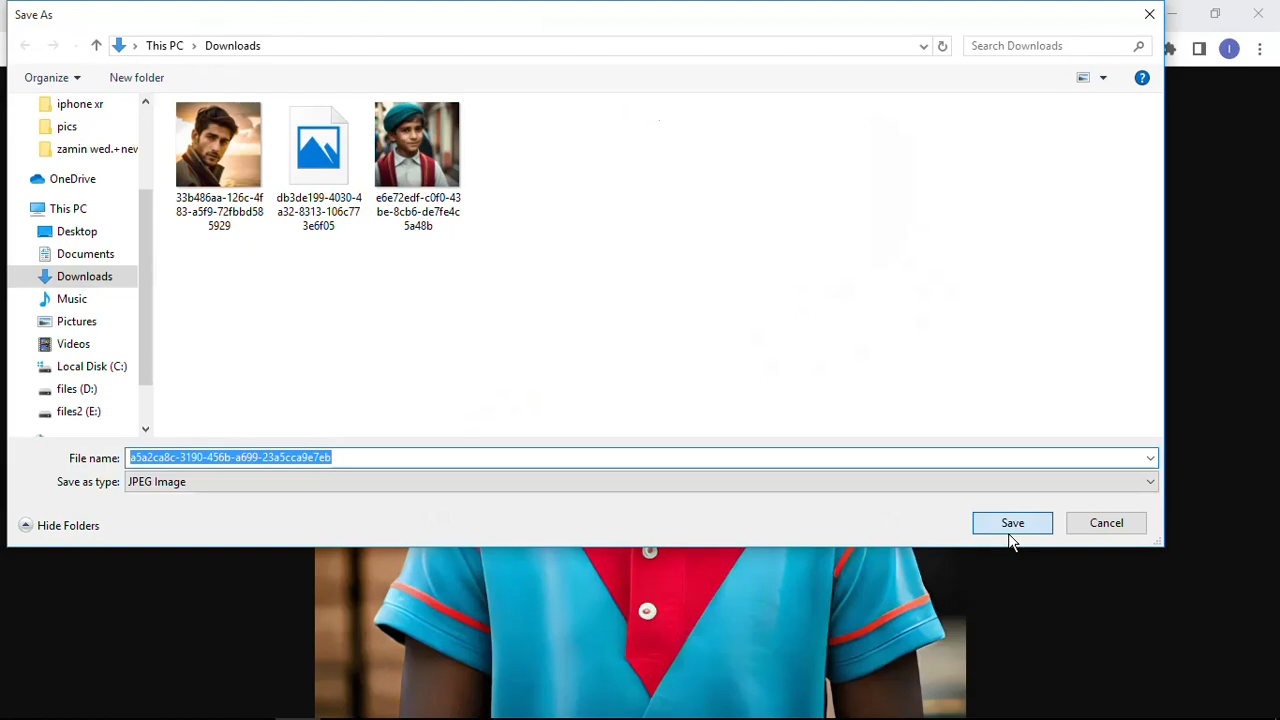 Save As
This PC
Downloads
Search Downloads
Organize
New folder
iphone xr
pics
zamin wed.+new
OneDrive
This PC
Desktop
Documents
Downloads
Music
Pictures
Videos
Local Disk (C:)
files (D:)
files2 (E:)
33b486aa-126c-4f
83-a5f9-72fbbd58
5929
db3de199-4030-4
a32-8313-106c77
3e6f05
e6e72edf-c0f0-43
be-8cb6-de7fe4c
5a48b
File name: a5a2ca8c-3190-456b-a699-23a5cca9e7eb
Save as type: JPEG Image
Hide Folders
Save
Cancel
I